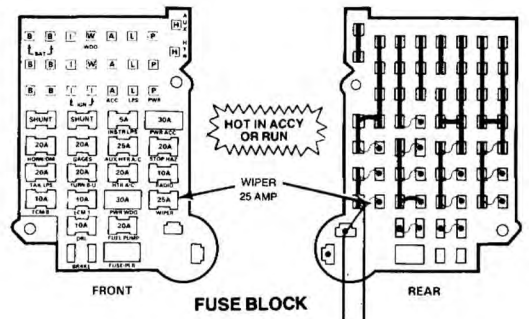 B B I W A L P H
AUX HTR
BAT WDO
H
B B I W A L P
B B I W A L P
IGN ACC LPS PWR
SHUNT SHUNT 5A 30A
INSTR LPS PWR ACC
20A 20A 25A 20A
HORN/DM GAGES AUX HTR A/C STOP HAZ
20A 20A 20A 10A
TAIL LPS TURN B-U HTR A/C RADIO
10A 10A 30A 25A
ECM B ECM I PWR WDO WIPER
10A 20A
DRL FUEL PUMP
BRAKE
HOT IN ACCY
OR RUN
WIPER
25 AMP
FRONT
FUSE BLOCK
REAR